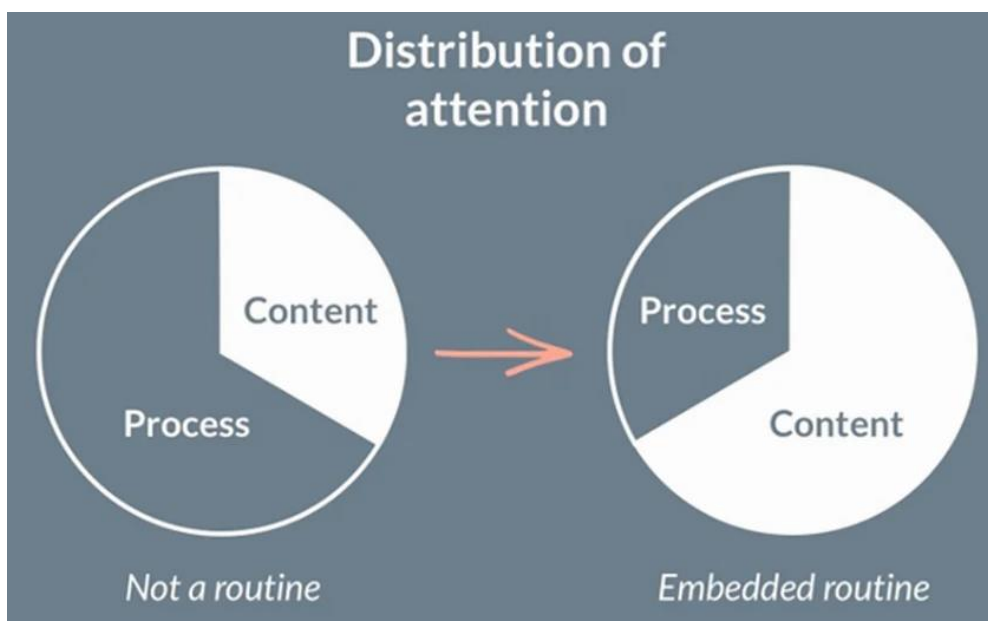 Distribution of
attention
Content
Process
Not a routine
Process
Content
Embedded routine